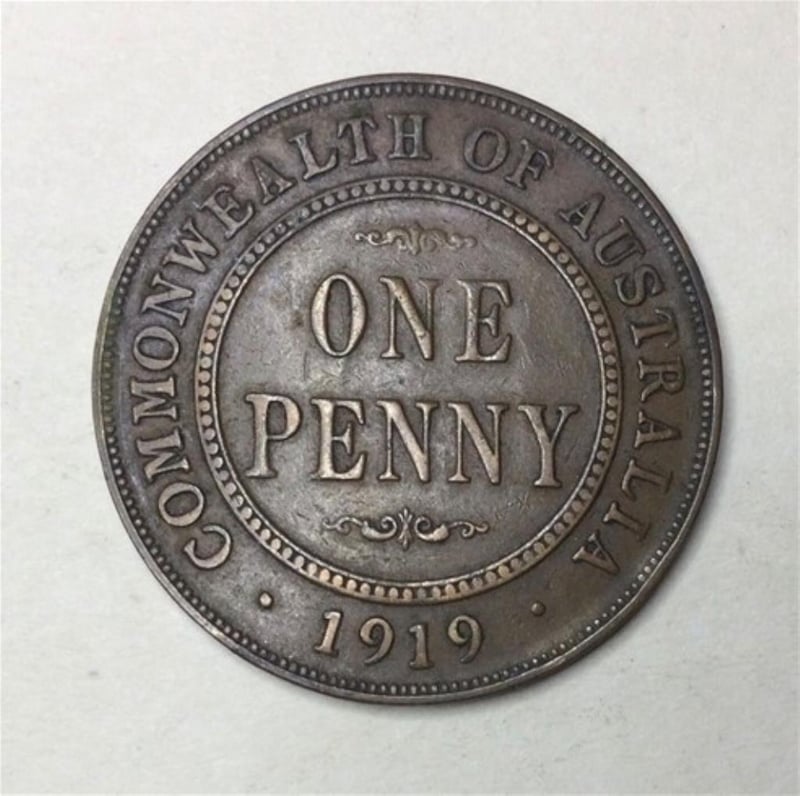 COMMONWEALTH OF AUSTRALIA
ONE
PENNY
· 1919 ·